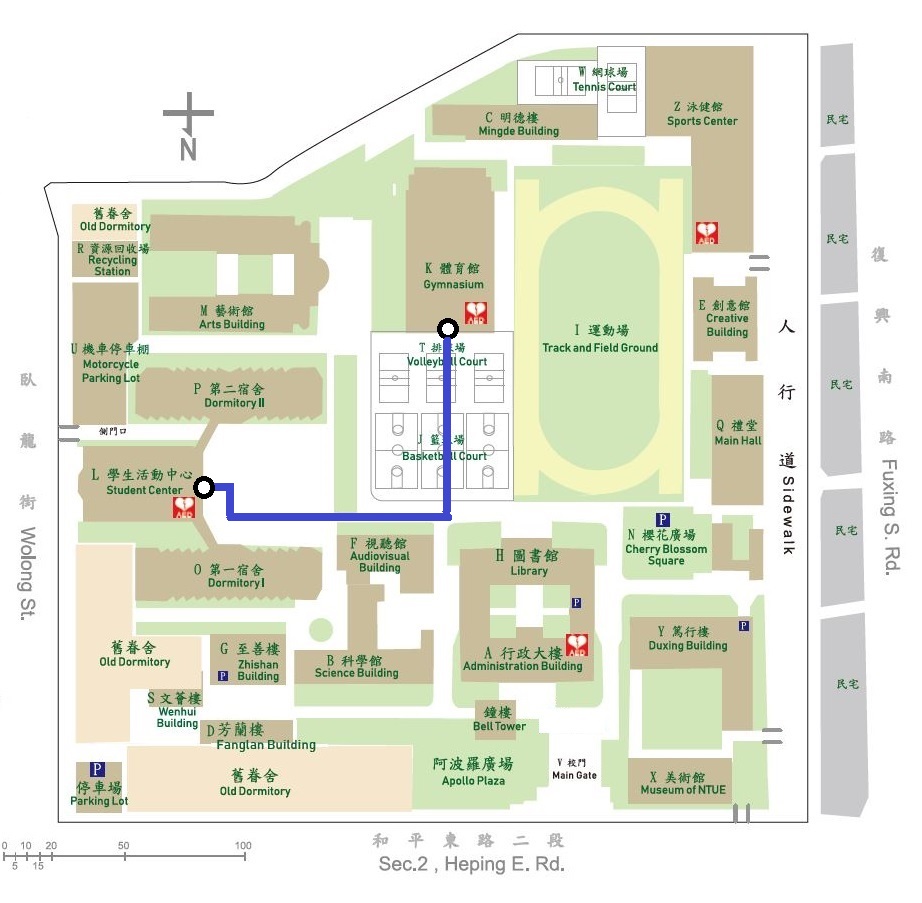 W 網球場
Tennis Court
C 明德樓
Mingde Building
Z 泳健館
Sports Center
民宅
N
舊眷舍
Old Dormitory
R 資源回收場
Recycling
Station
K 體育館
Gymnasium
AED
AED
民宅
復興南路 Fuxing S. Rd.
M 藝術館
Arts Building
E 創意館
Creative
Building
人行道 Sidewalk
I 運動場
Track and Field Ground
U 機車停車棚
Motorcycle
Parking Lot
T 排 場
Volleyball Court
P 第二宿舍
Dormitory II
民宅
臥龍街 Wolong St.
側門口
Q 禮堂
Main Hall
J 籃 場
Basketball Court
L 學生活動中心
Student Center
AED
P
N 櫻花廣場
Cherry Blossom
Square
民宅
F 視聽館
Audiovisual
Building
H 圖書館
Library
O 第一宿舍
Dormitory I
P
舊眷舍
Old Dormitory
G 至善樓
Zhishan
Building
P
B 科學館
Science Building
A 行政大樓
Administration Building
AED
Y 篤行樓
Duxing Building
P
民宅
S 文薈樓
Wenhui
Building
D 芳蘭樓
Fanglan Building
鐘樓
Bell Tower
P
停車場
Parking Lot
舊眷舍
Old Dormitory
阿波羅廣場
Apollo Plaza
V 校門
Main Gate
X 美術館
Museum of NTUE
0 10 20 50 100
5 15
和平東路二段
Sec.2 , Heping E. Rd.